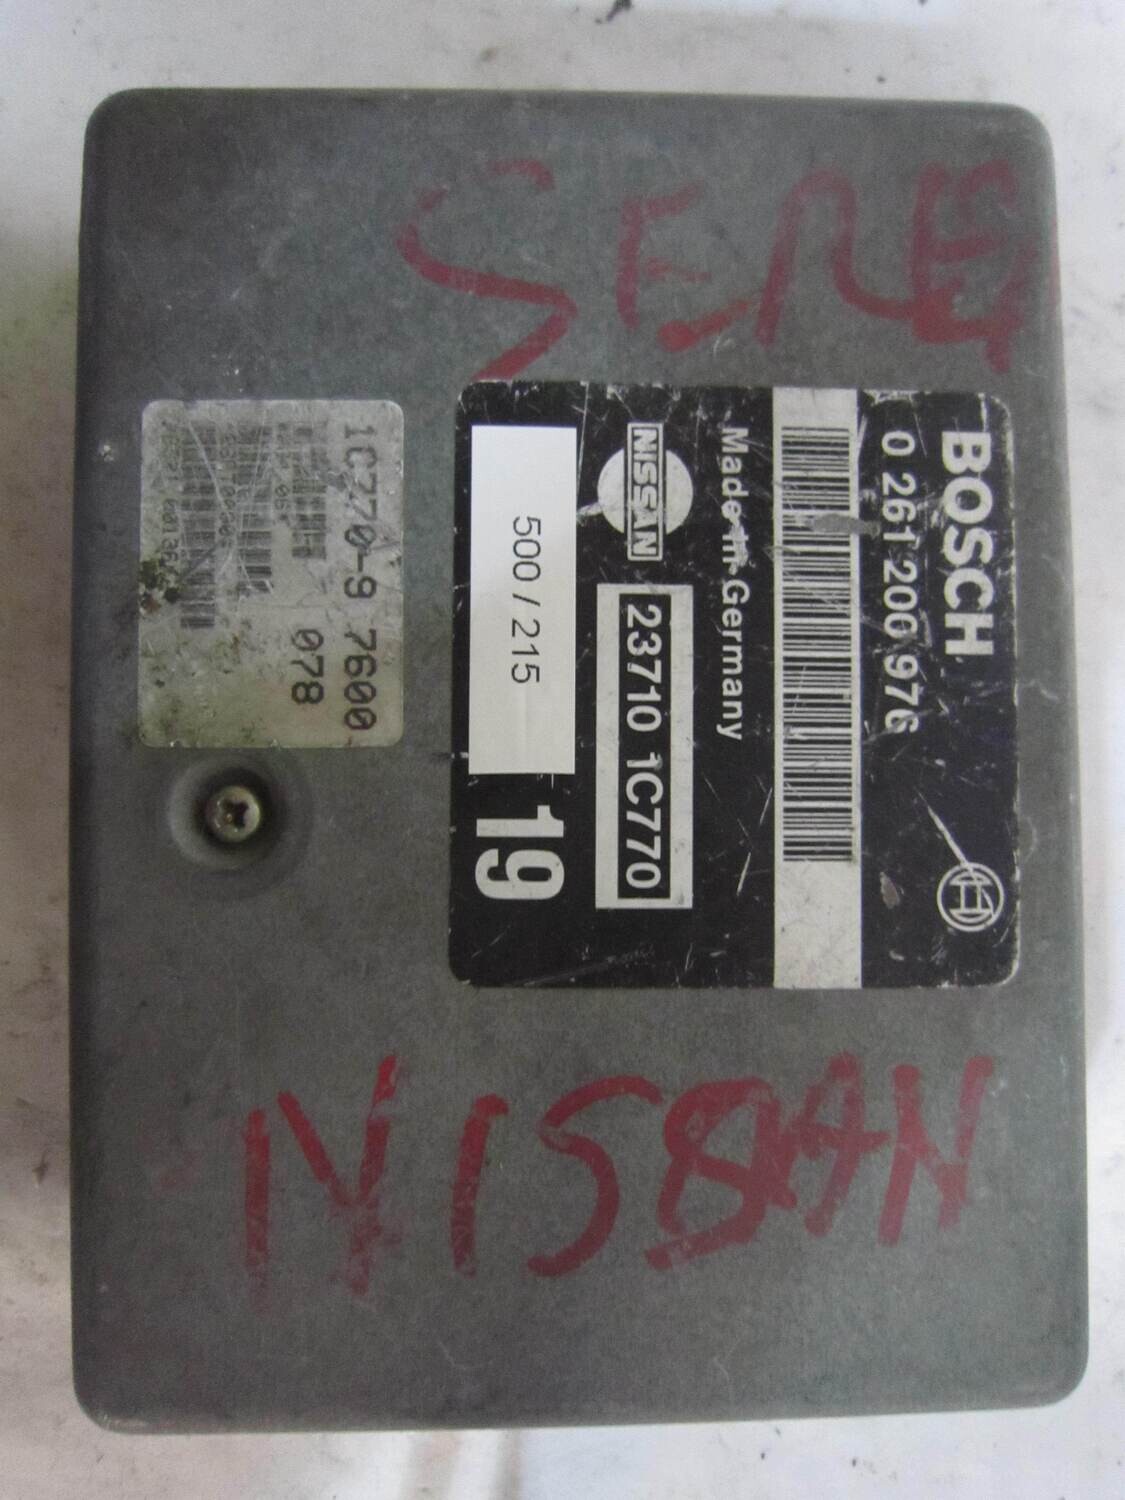 BOSCH
0 261 200 976
Made in Germany
NISSAN
23710 1C770
500 / 215
19
1C770-9 7600
078
NISSAN